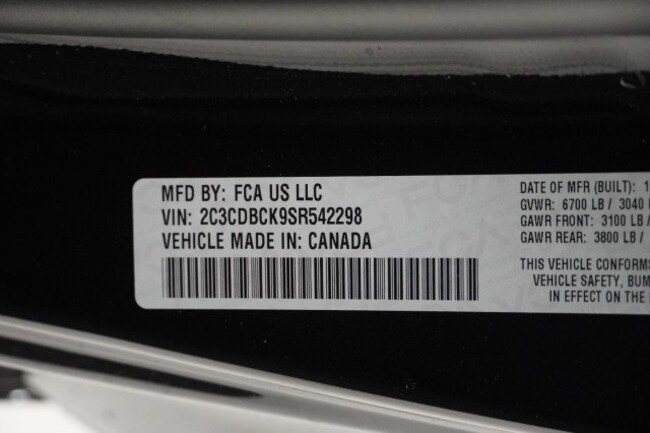 MFD BY: FCA US LLC
VIN: 2C3CDBCK9SR542298
VEHICLE MADE IN: CANADA
DATE OF MFR (BUILT): 1
GVWR: 6700 LB / 3040
GAWR FRONT: 3100 LB /
GAWR REAR: 3800 LB /
THIS VEHICLE CONFORMS
VEHICLE SAFETY, BUM
IN EFFECT ON THE